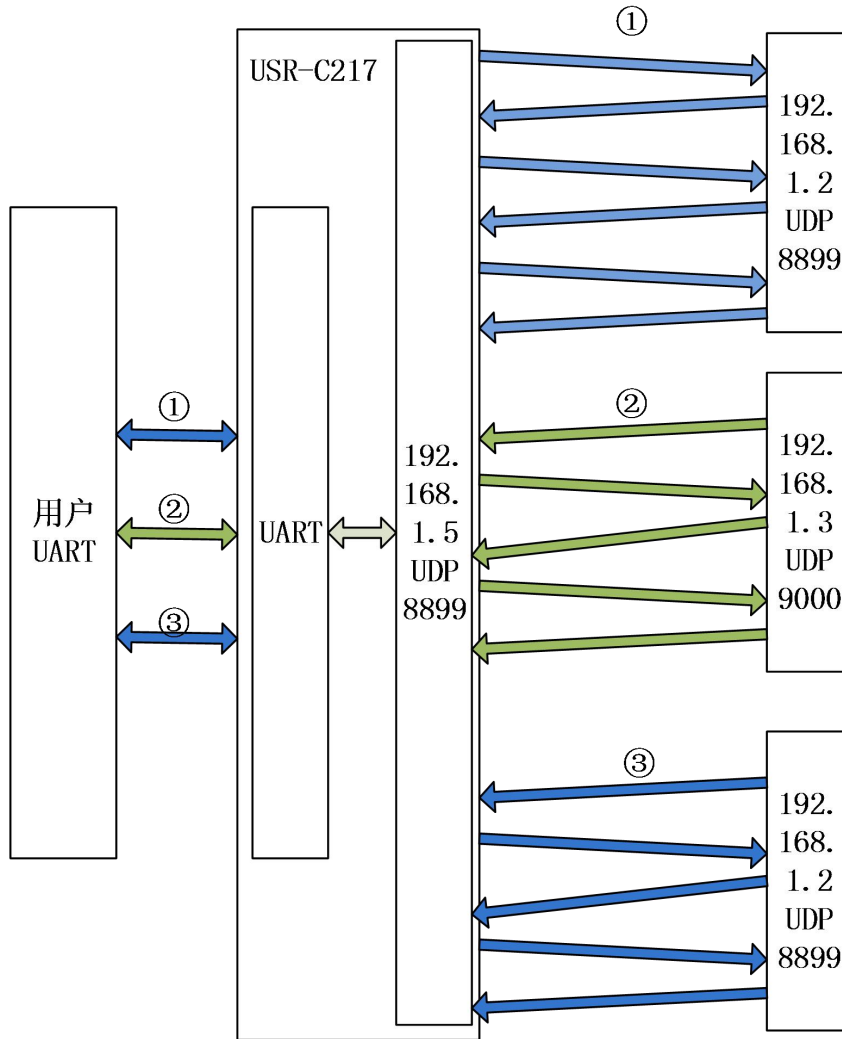 ①
USR-C217
192.
168.
1.2
UDP
8899
①
②
③
用户
UART
UART
192.
168.
1.5
UDP
8899
②
192.
168.
1.3
UDP
9000
③
192.
168.
1.2
UDP
8899